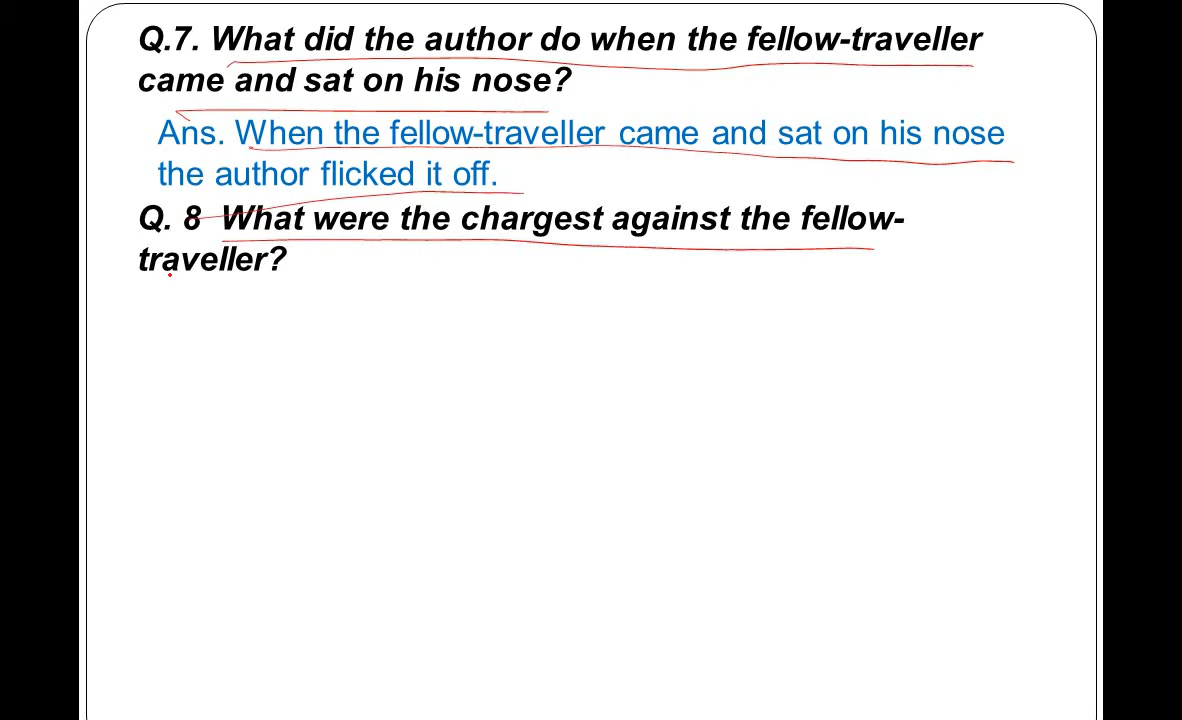 Q.7. What did the author do when the fellow-traveller
came and sat on his nose?
Ans. When the fellow-traveller came and sat on his nose
the author flicked it off.
Q. 8 What were the chargest against the fellow-
traveller?